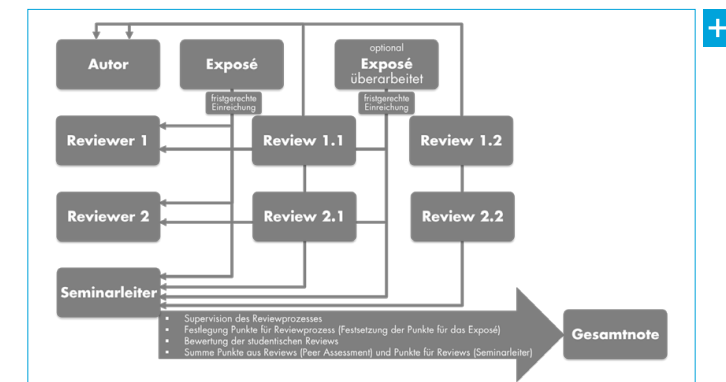 Autor
Exposé
optional
Exposé
überarbeitet
fristgerechte
Einreichung
fristgerechte
Einreichung
Reviewer 1
Review 1.1
Review 1.2
Reviewer 2
Review 2.1
Review 2.2
Seminarleiter
▪ Supervision des Reviewprozesses
▪ Festlegung Punkte für Reviewprozess (Festsetzung der Punkte für das Exposé)
▪ Bewertung der studentischen Reviews
▪ Summe Punkte aus Reviews (Peer Assessment) und Punkte für Reviews (Seminarleiter)
Gesamtnote
+